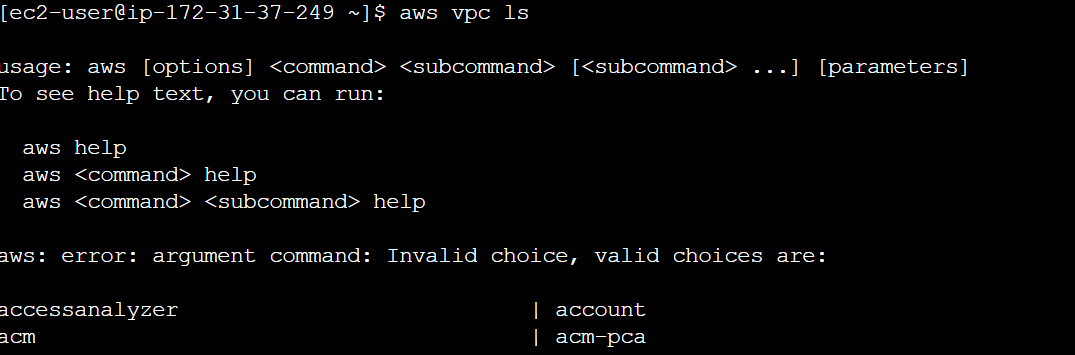 [ec2-user@ip-172-31-37-249 ~]$ aws vpc ls
usage: aws [options] <command> <subcommand> [<subcommand> ...] [parameters]
To see help text, you can run:
aws help
aws <command> help
aws <command> <subcommand> help
aws: error: argument command: Invalid choice, valid choices are:
accessanalyzer | account
acm | acm-pca